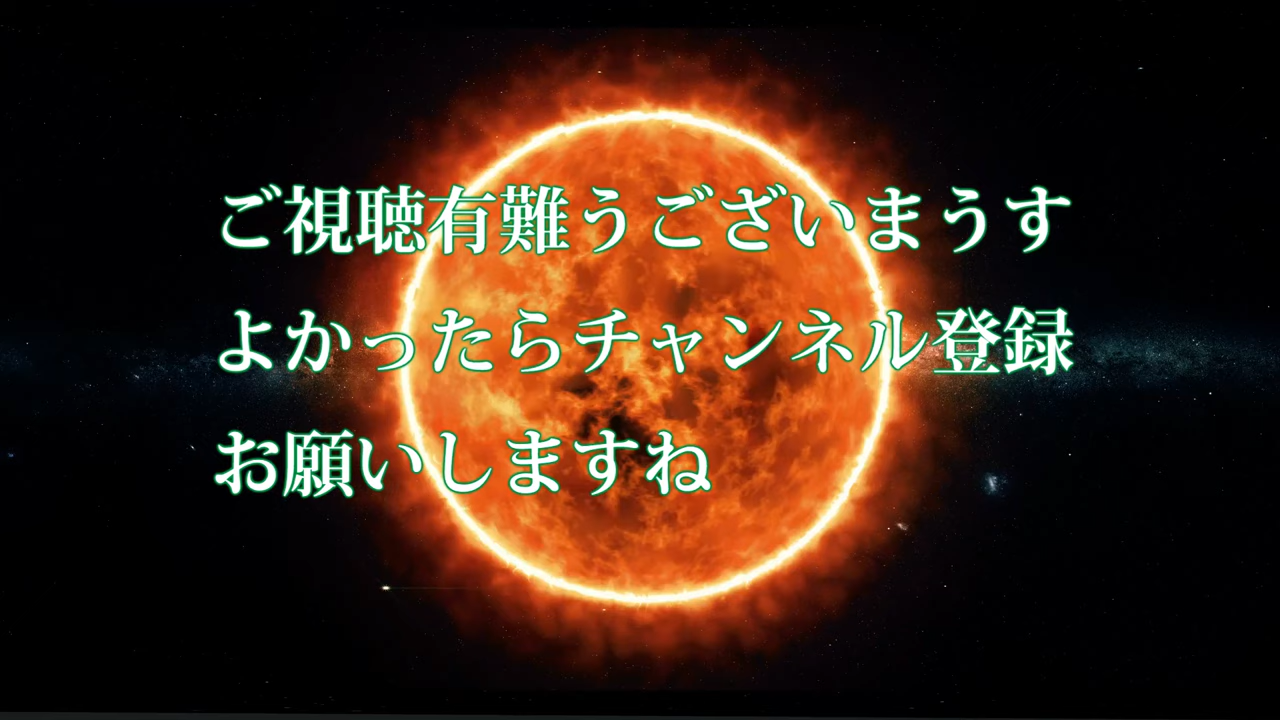 ご視聴有難うございまうす
よかったらチャンネル登録
お願いしますね